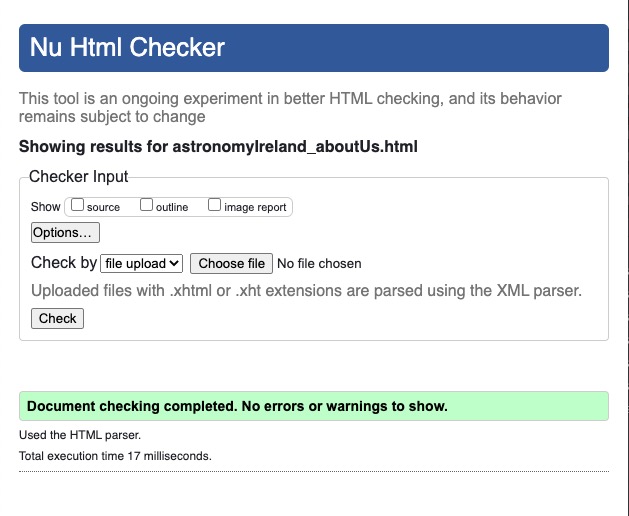 Nu Html Checker
This tool is an ongoing experiment in better HTML checking, and its behavior
remains subject to change
Showing results for astronomyIreland_aboutUs.html
Checker Input
Show source outline image report
Options...
Check by file upload Choose file No file chosen
Uploaded files with .xhtml or .xht extensions are parsed using the XML parser.
Check
Document checking completed. No errors or warnings to show.
Used the HTML parser.
Total execution time 17 milliseconds.